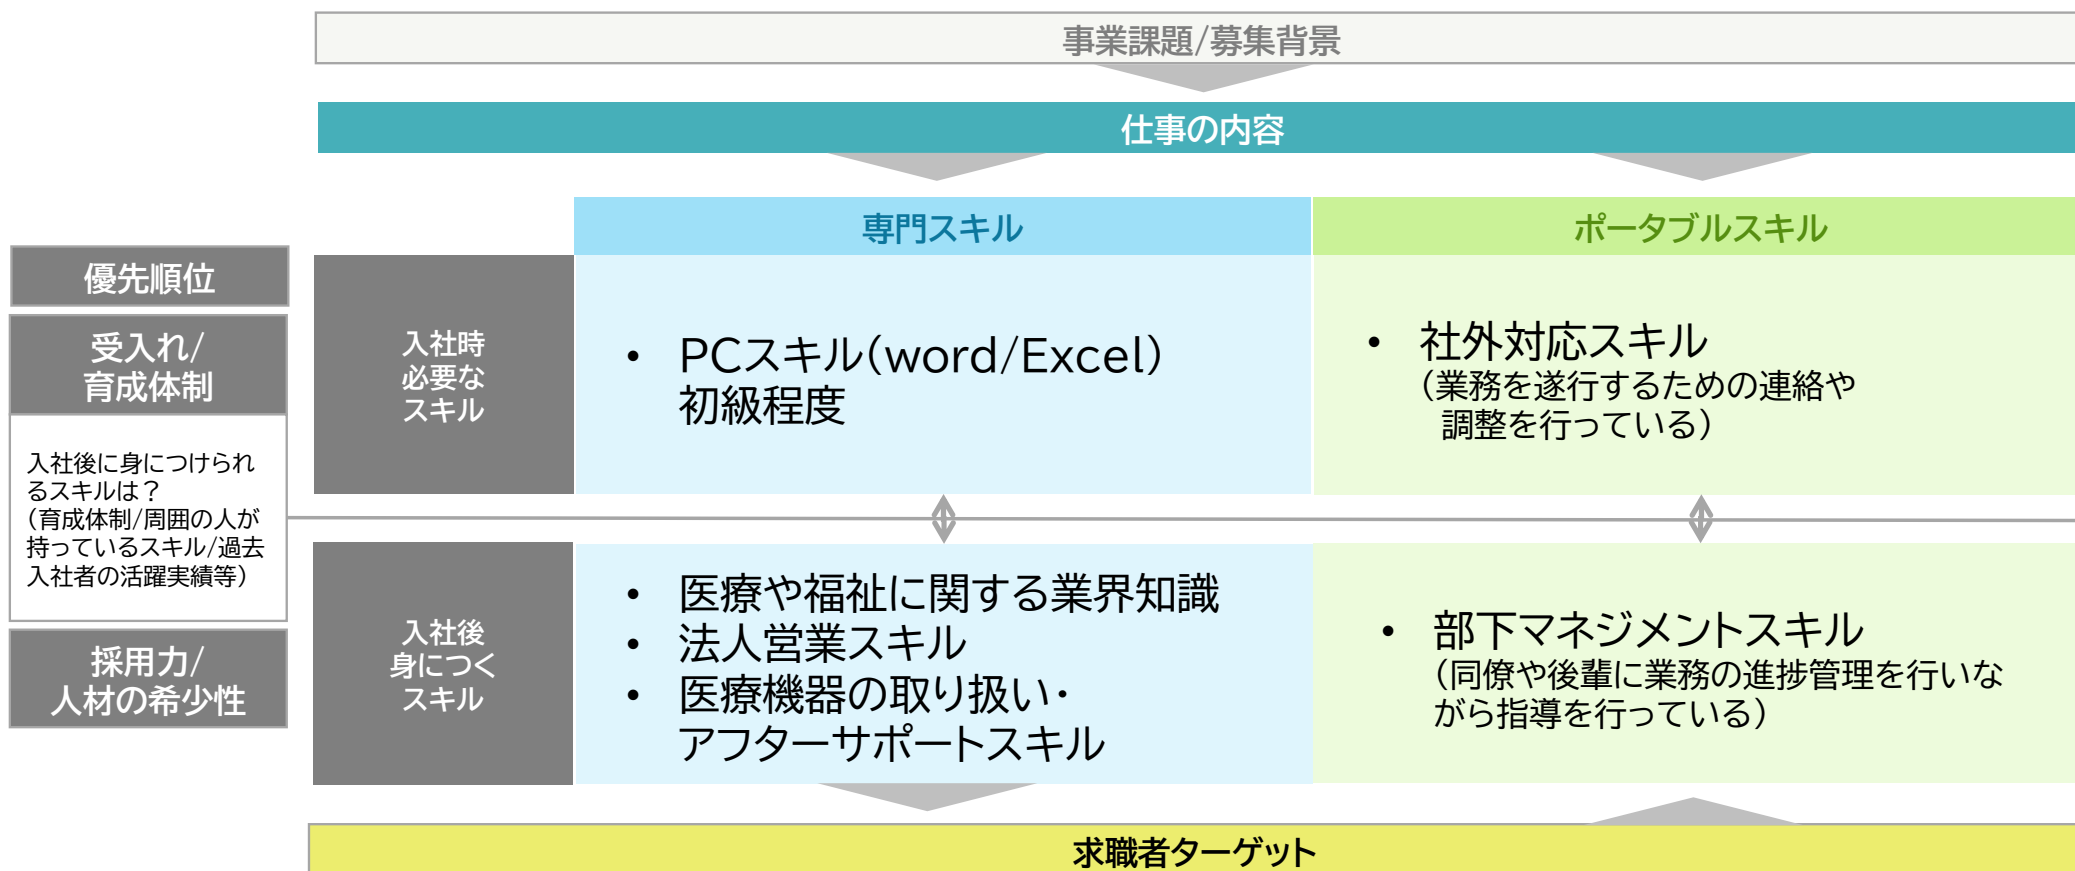 事業課題/募集背景
仕事の内容
専門スキル
ポータブルスキル
優先順位
受入れ/
育成体制
入社後に身につけられ
るスキルは？
（育成体制/周囲の人が
持っているスキル/過去
入社者の活躍実績等）
採用力/
人材の希少性
入社時
必要な
スキル
• PCスキル（word/Excel）
初級程度
• 社外対応スキル
（業務を遂行するための連絡や
調整を行っている）
入社後
身につく
スキル
• 医療や福祉に関する業界知識
• 法人営業スキル
• 医療機器の取り扱い・
アフターサポートスキル
• 部下マネジメントスキル
（同僚や後輩に業務の進捗管理を行いな
がら指導を行っている）
求職者ターゲット